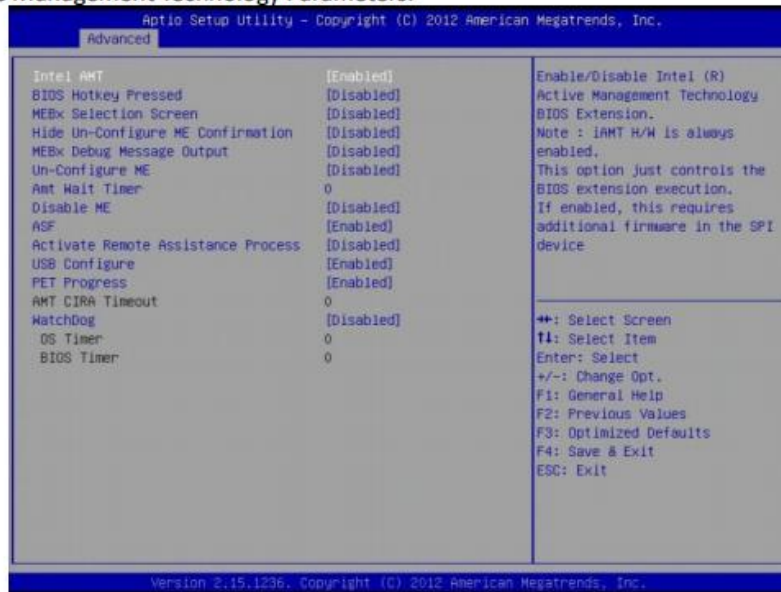 Management Technology Parameters.
Aptio Setup Utility – Copyright (C) 2012 American Megatrends, Inc.
Advanced
Intel AMT [Enabled]
BIOS Hotkey Pressed [Disabled]
MEBx Selection Screen [Disabled]
Hide Un-Configure ME Confirmation [Disabled]
MEBx Debug Message Output [Disabled]
Un-Configure ME [Disabled]
Amt Wait Timer 0
Disable ME [Disabled]
ASF [Enabled]
Activate Remote Assistance Process [Disabled]
USB Configure [Enabled]
PET Progress [Enabled]
AMT CIRA Timeout 0
WatchDog [Disabled]
OS Timer 0
BIOS Timer 0
Enable/Disable Intel (R)
Active Management Technology
BIOS Extension.
Note : iAMT H/W is always
enabled.
This option just controls the
BIOS extension execution.
If enabled, this requires
additional firmware in the SPI
device
↔: Select Screen
↑↓: Select Item
Enter: Select
+/-: Change Opt.
F1: General Help
F2: Previous Values
F3: Optimized Defaults
F4: Save & Exit
ESC: Exit
Version 2.15.1236. Copyright (C) 2012 American Megatrends, Inc.